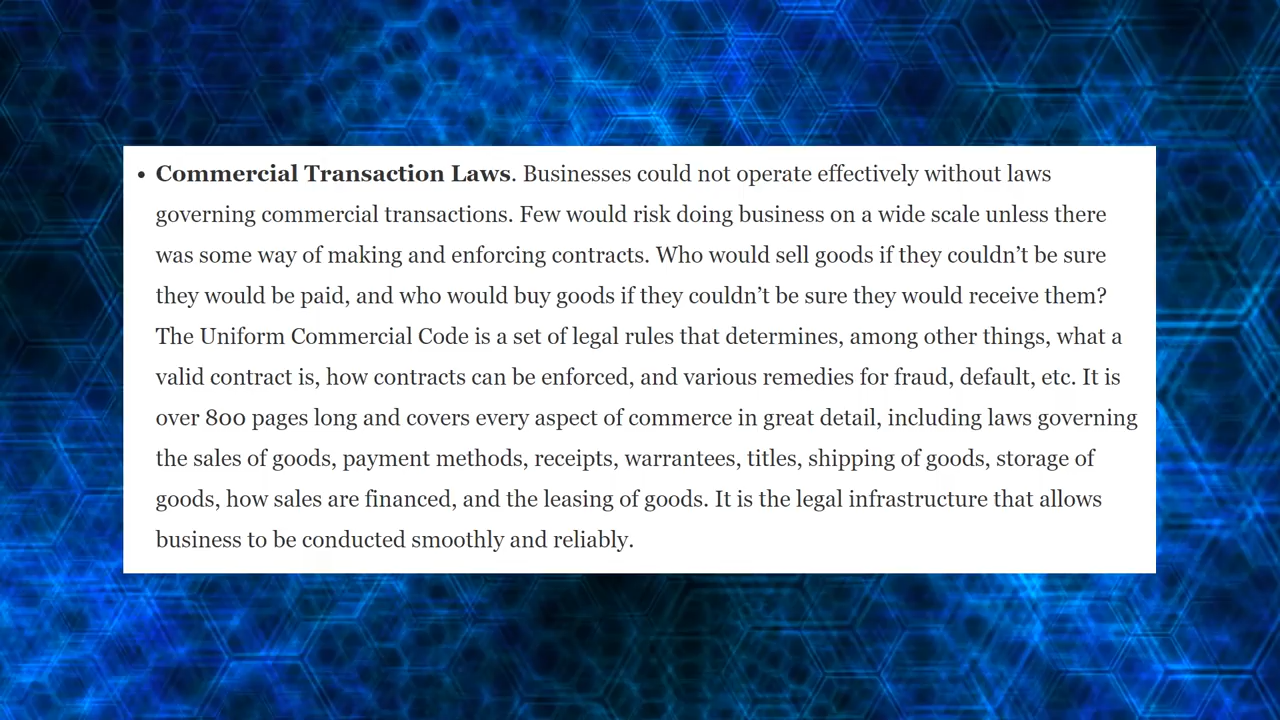 • Commercial Transaction Laws. Businesses could not operate effectively without laws
governing commercial transactions. Few would risk doing business on a wide scale unless there
was some way of making and enforcing contracts. Who would sell goods if they couldn’t be sure
they would be paid, and who would buy goods if they couldn’t be sure they would receive them?
The Uniform Commercial Code is a set of legal rules that determines, among other things, what a
valid contract is, how contracts can be enforced, and various remedies for fraud, default, etc. It is
over 800 pages long and covers every aspect of commerce in great detail, including laws governing
the sales of goods, payment methods, receipts, warrantees, titles, shipping of goods, storage of
goods, how sales are financed, and the leasing of goods. It is the legal infrastructure that allows
business to be conducted smoothly and reliably.